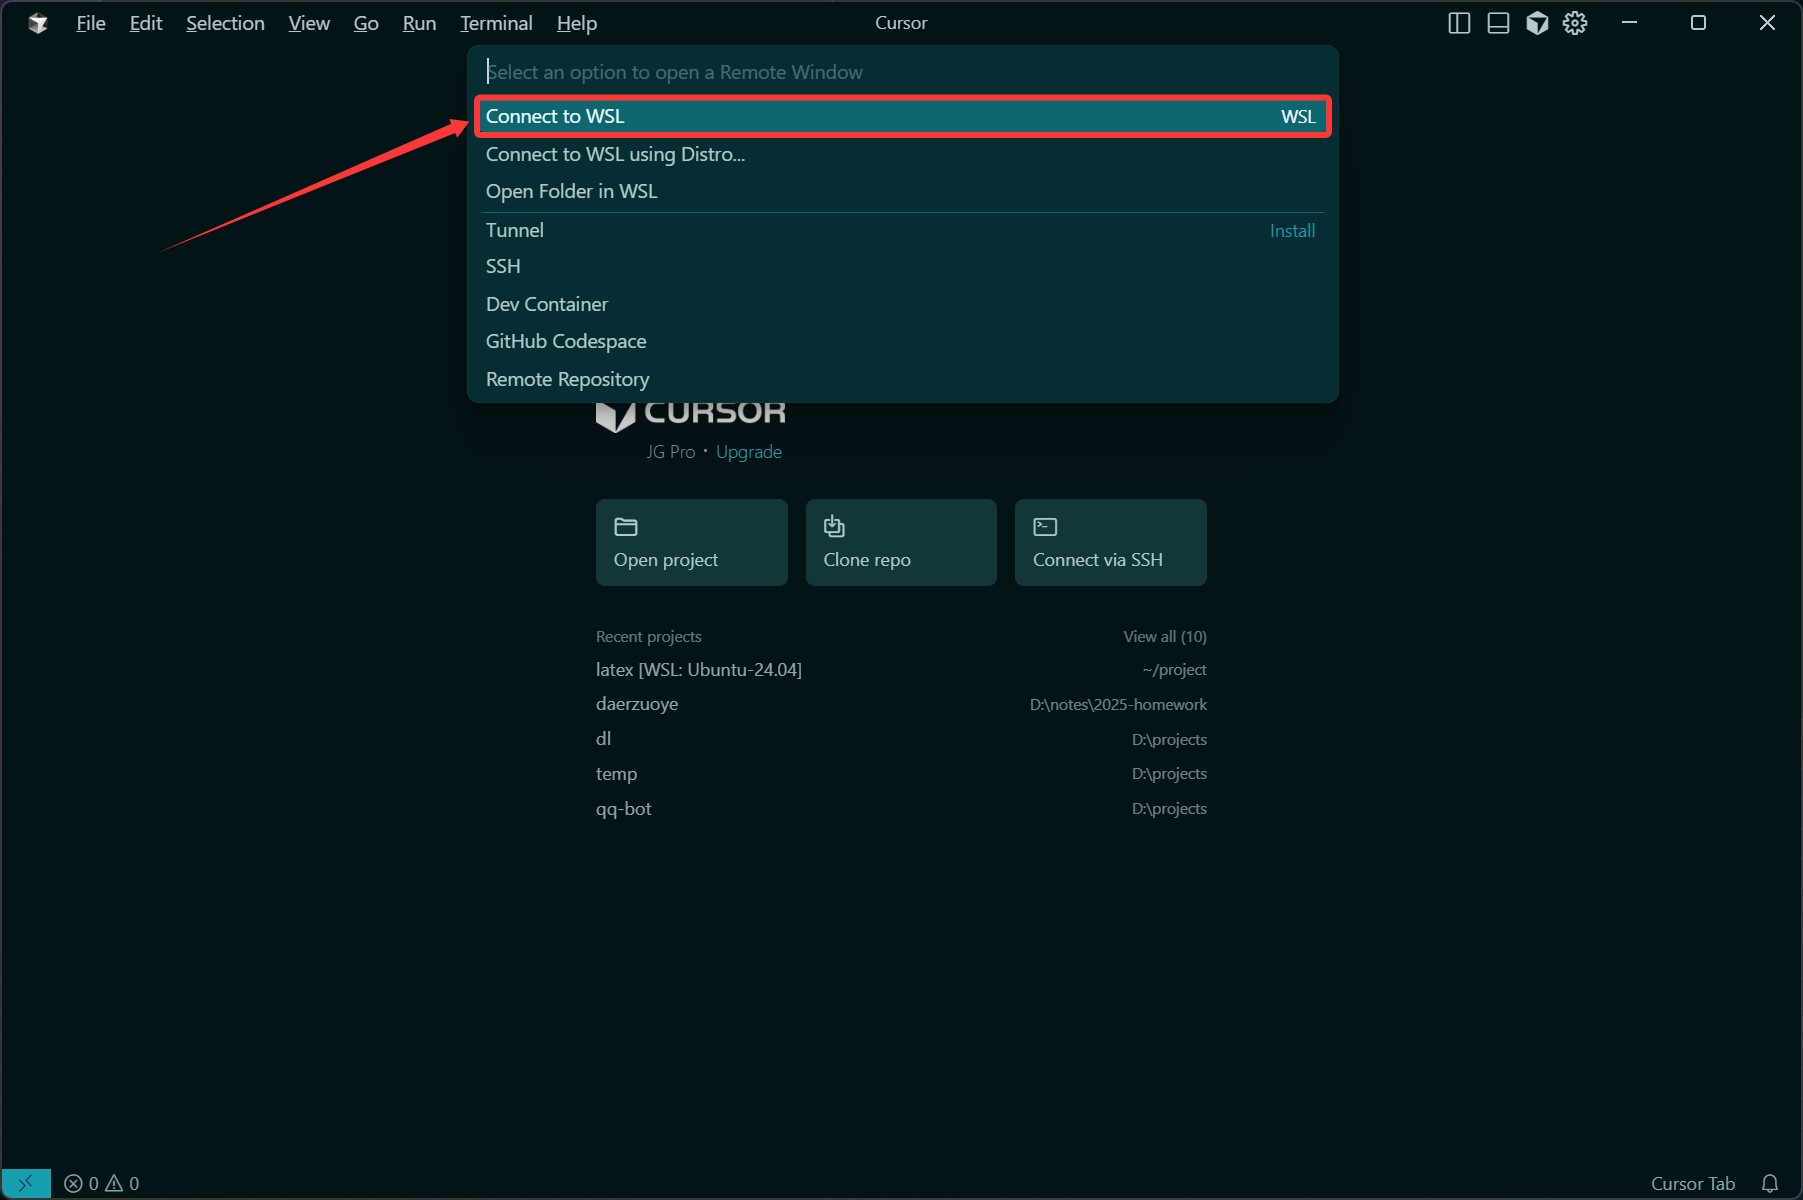 File Edit Selection View Go Run Terminal Help Cursor
Select an option to open a Remote Window
Connect to WSL WSL
Connect to WSL using Distro...
Open Folder in WSL
Tunnel Install
SSH
Dev Container
GitHub Codespace
Remote Repository
CURSOR
JG Pro · Upgrade
Open project Clone repo Connect via SSH
Recent projects View all (10)
latex [WSL: Ubuntu-24.04] ~/project
daerzuoye D:\notes\2025-homework
dl D:\projects
temp D:\projects
qq-bot D:\projects
0 0 Cursor Tab